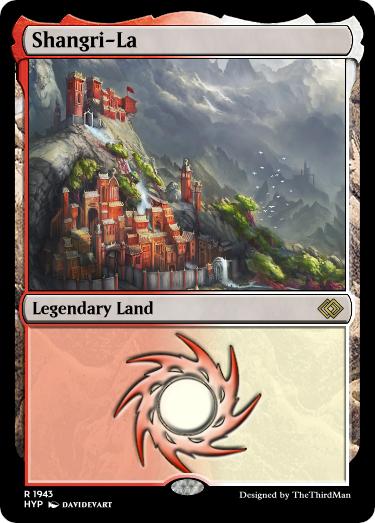 Shangri-La
Legendary Land
R 1943
HYP DAVIDEVART
Designed by TheThirdMan